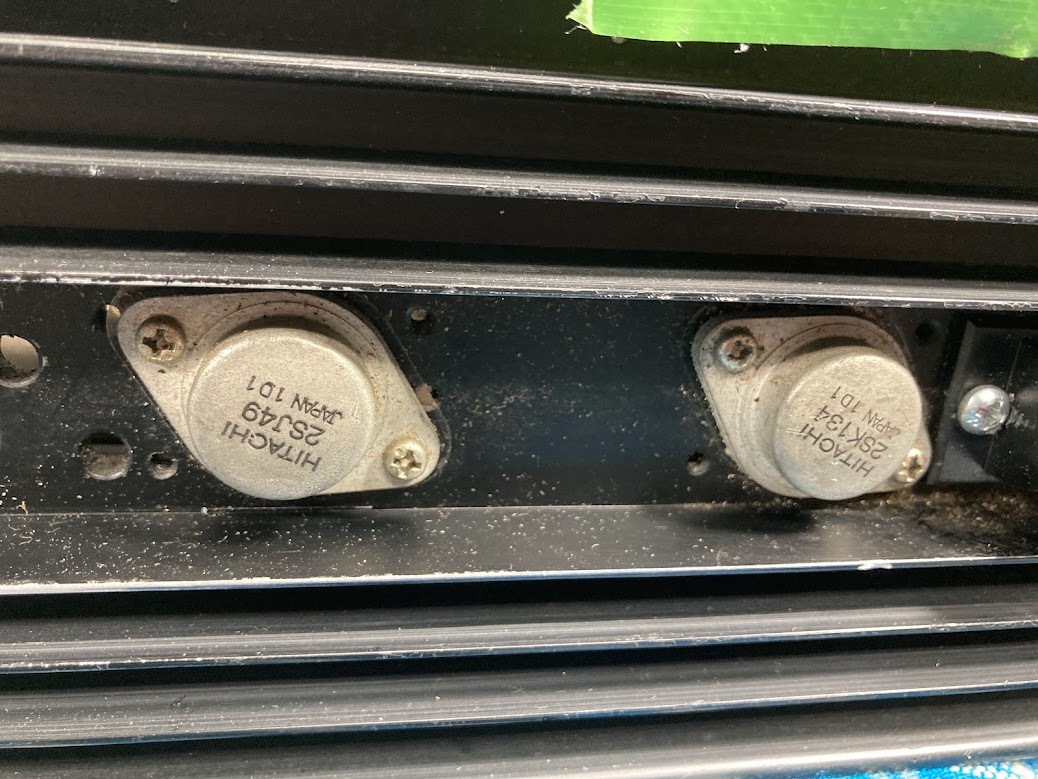 HITACHI
2SJ49
JAPAN 1D1
HITACHI
2SK134
JAPAN 1D1